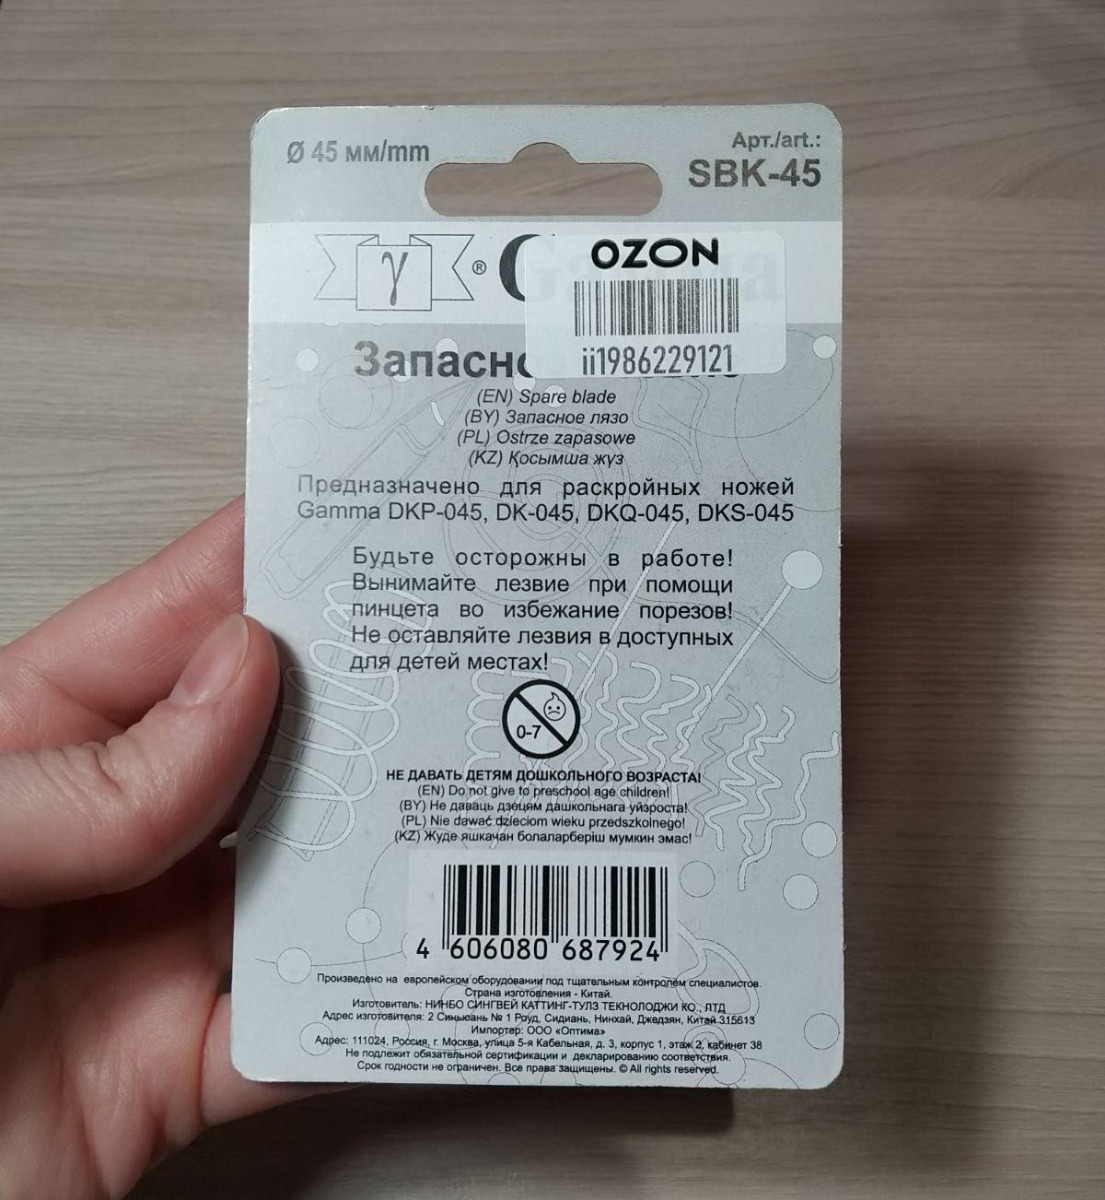 Ø 45 мм/mm
Арт./art.:
SBK-45
γ ®
OZON
ii1986229121
(EN) Spare blade
(BY) Запасное лязо
(PL) Ostrze zapasowe
(KZ) Қосымша жүз
Предназначено для раскройных ножей
Gamma DKP-045, DK-045, DKQ-045, DKS-045
Будьте осторожны в работе!
Вынимайте лезвие при помощи
пинцета во избежание порезов!
Не оставляйте лезвия в доступных
для детей местах!
0-7
НЕ ДАВАТЬ ДЕТЯМ ДОШКОЛЬНОГО ВОЗРАСТА!
(EN) Do not give to preschool age children!
(BY) Не даваць дзецям дашкольнага уйзроста!
(PL) Nie dawać dzieciom wieku przedszkolnego!
(KZ) Жуде яшкачан болаларберіш мумкин эмас!
4 606080 687924
Произведено на европейском оборудовании под тщательным контролем специалистов.
Страна изготовления - Китай.
Изготовитель: НИНБО СИНГВЕЙ КАТТИНГ-ТУЛЗ ТЕКНОЛОДЖИ КО., ЛТД
Адрес изготовителя: 2 Синьюань № 1 Роуд, Сидиань, Нинхай, Джедзян, Китай 315613
Импортер: ООО «Оптима»
Адрес: 111024, Россия, г. Москва, улица 5-я Кабельная, д. 3, корпус 1, этаж 2, кабинет 38
Не подлежит обязательной сертификации и декларированию соответствия.
Срок годности не ограничен. Все права защищены. © All rights reserved.